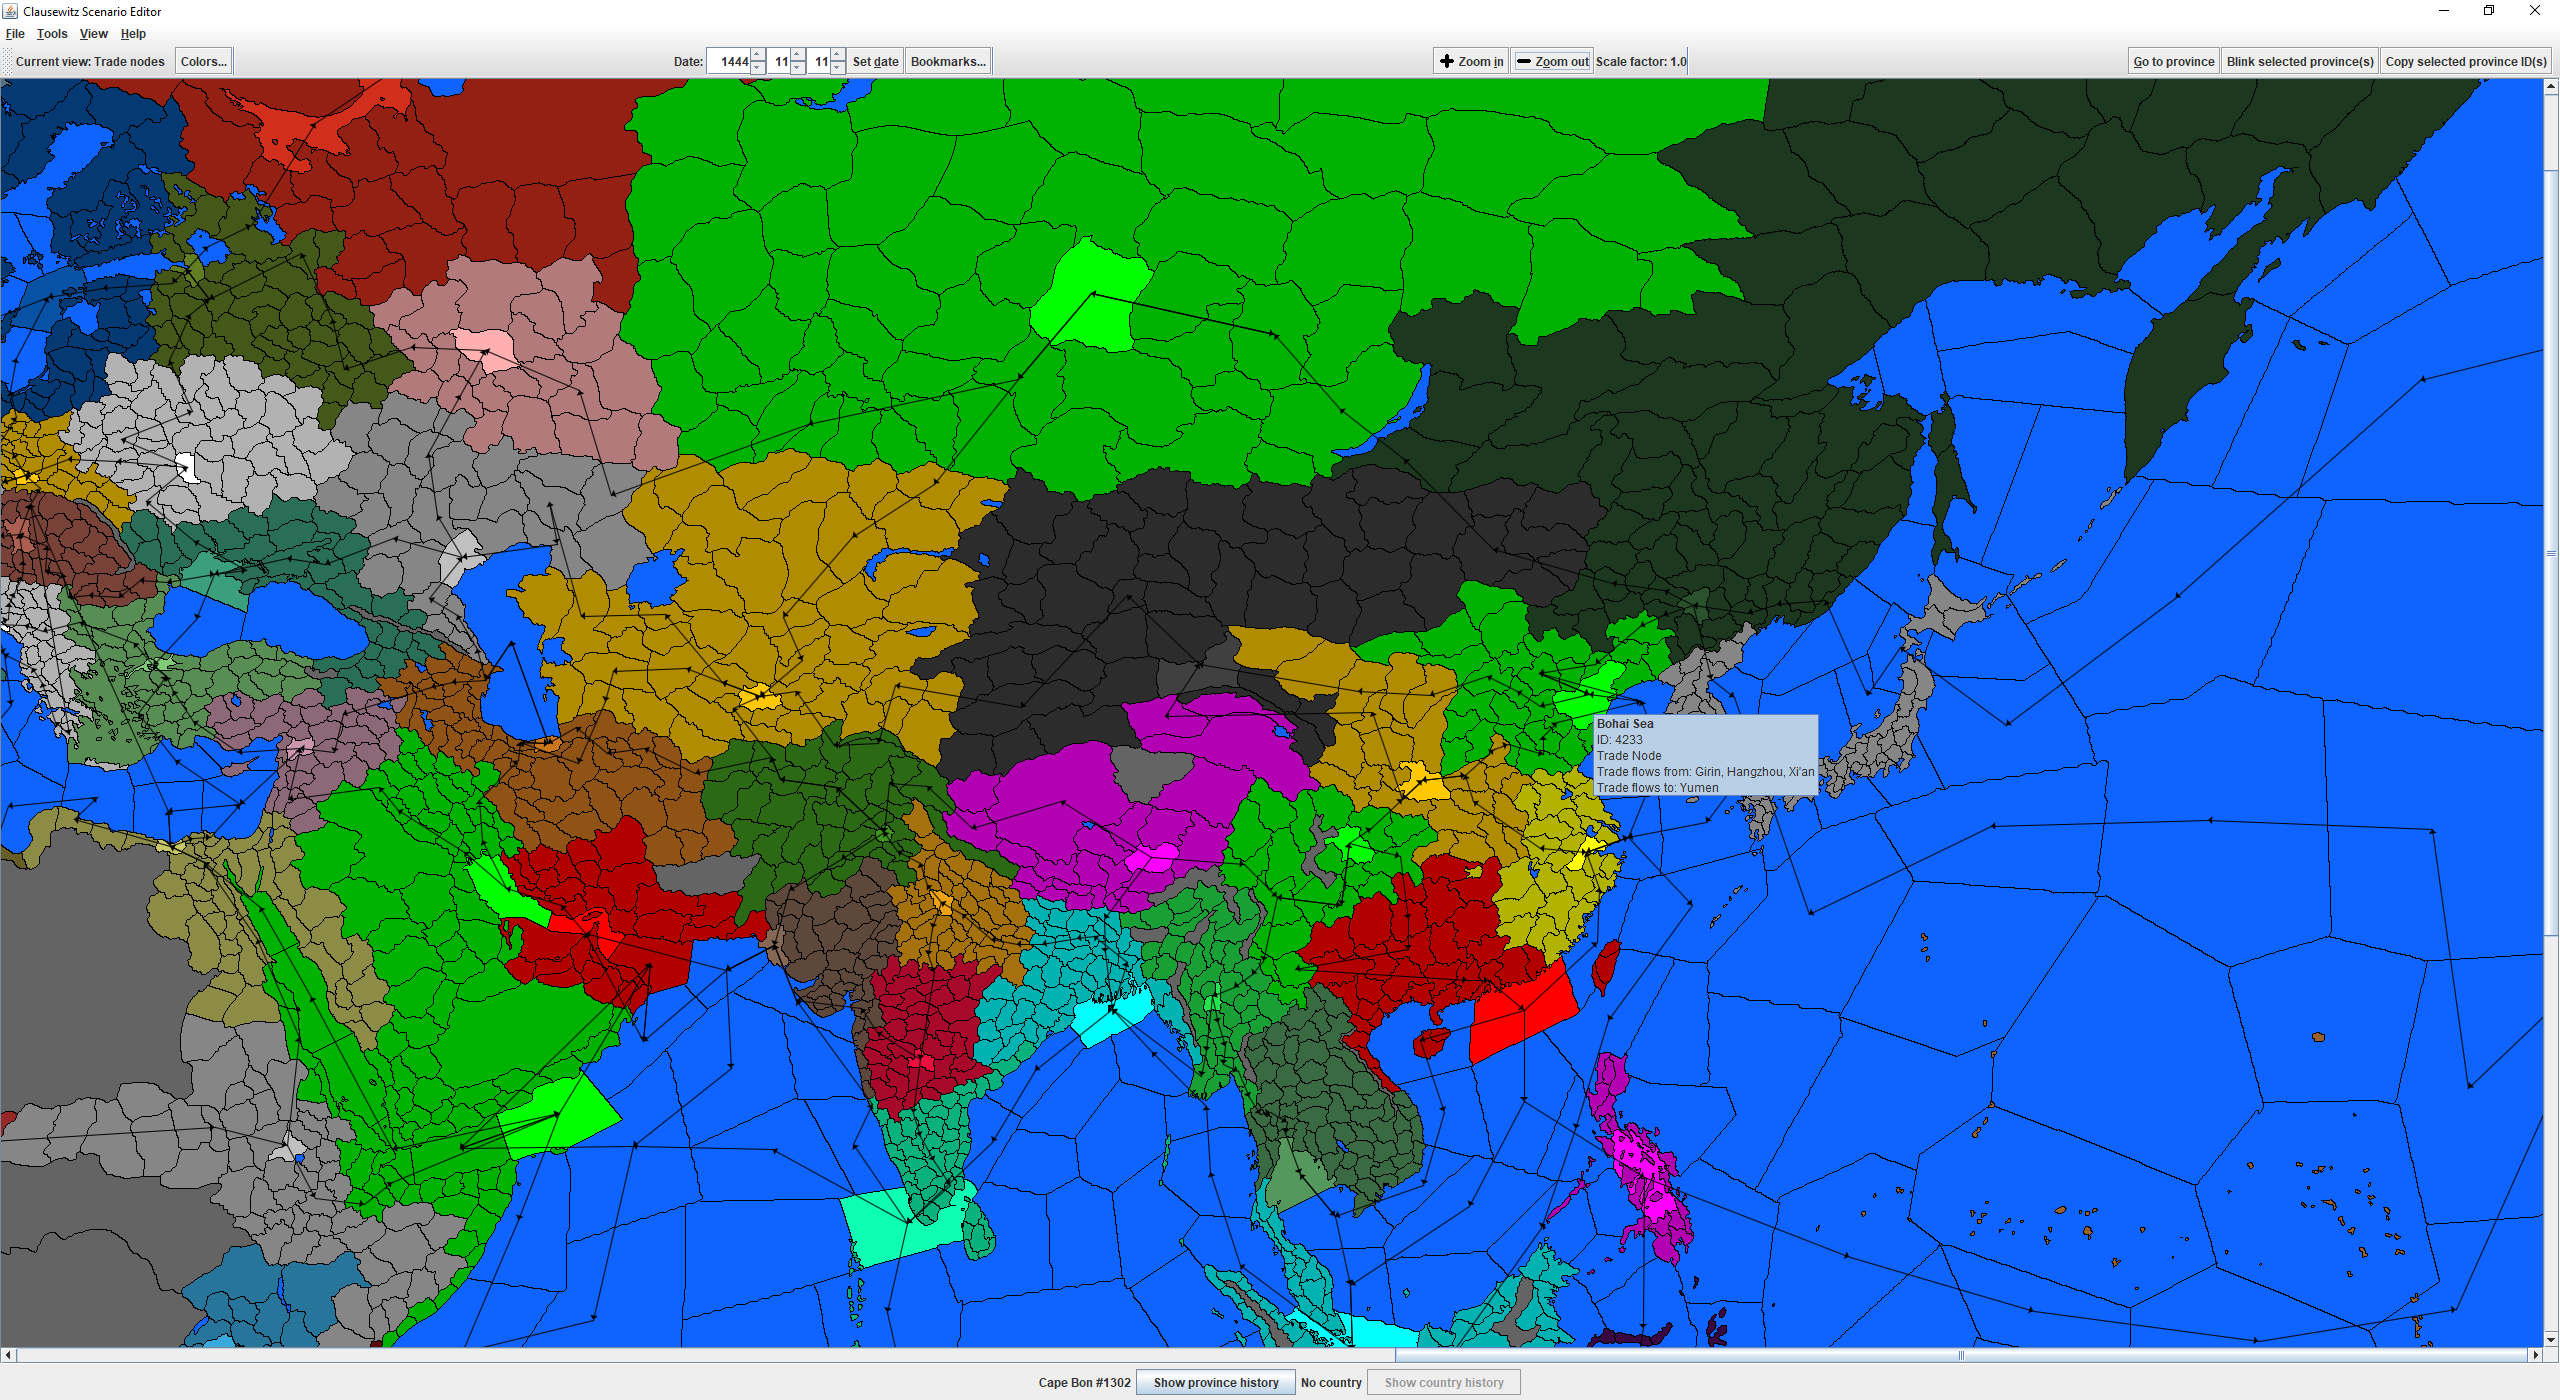 Clausewitz Scenario Editor
File Tools View Help
Current view: Trade nodes Colors... Date: 1444 11 11 Set date Bookmarks... Zoom in Zoom out Scale factor: 1.0 Go to province Blink selected province(s) Copy selected province ID(s)
Bohai Sea
ID: 4233
Trade Node
Trade flows from: Girin, Hangzhou, Xi'an
Trade flows to: Yumen
Cape Bon #1302 Show province history No country Show country history